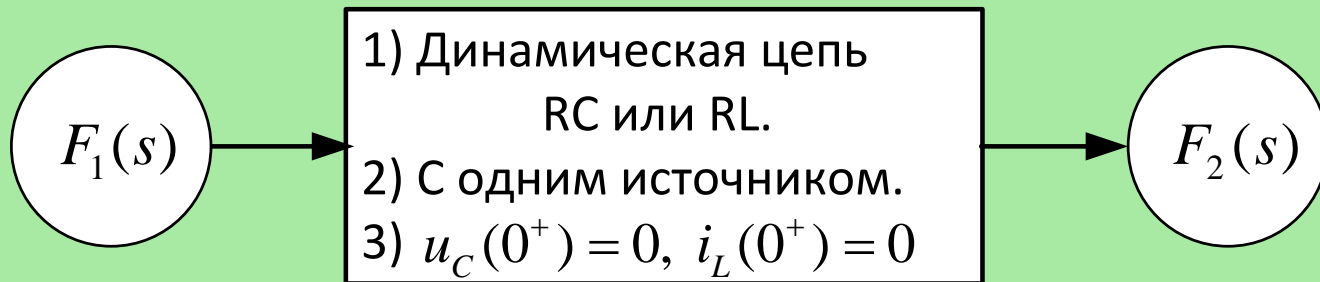 F₁(s)
1) Динамическая цепь
RC или RL.
2) С одним источником.
3) u_C(0⁺) = 0, i_L(0⁺) = 0
F₂(s)